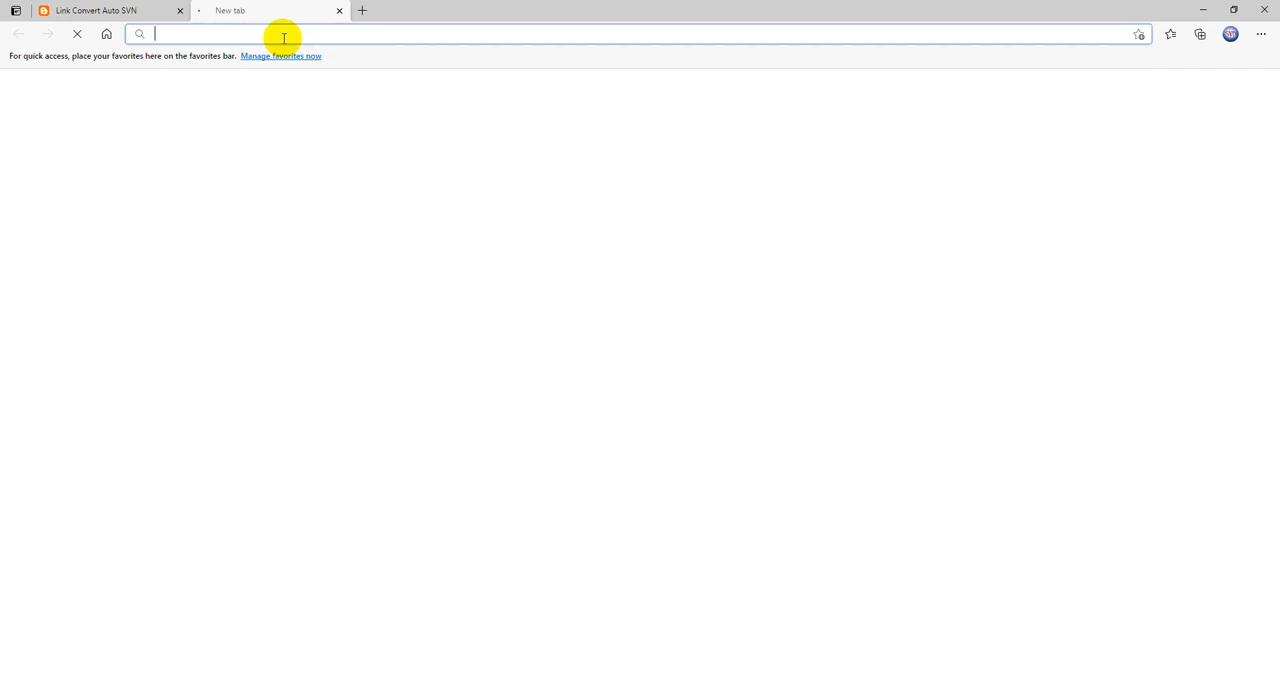 Link Convert Auto SVN
New tab
For quick access, place your favorites here on the favorites bar. Manage favorites now